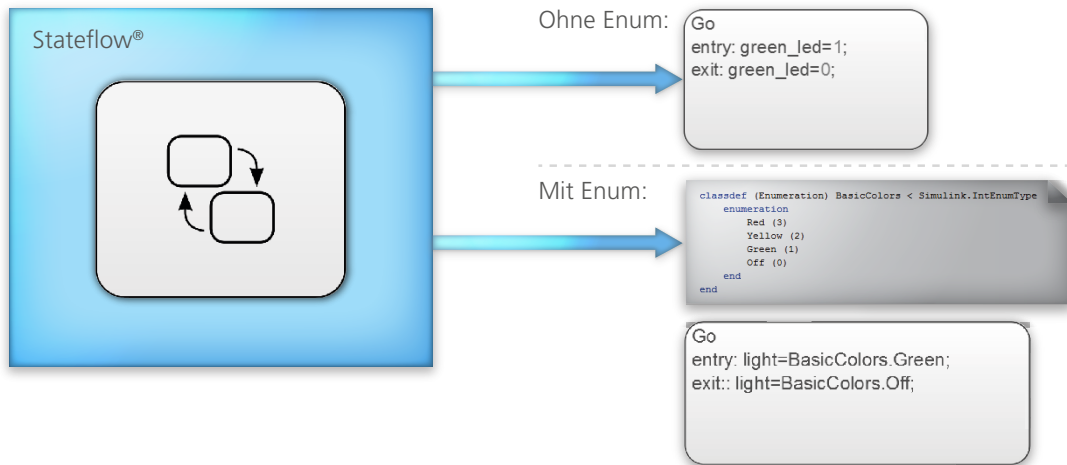 Stateflow®
Ohne Enum:
Go
entry: green_led=1;
exit: green_led=0;
Mit Enum:
classdef (Enumeration) BasicColors < Simulink.IntEnumType
    enumeration
        Red (3)
        Yellow (2)
        Green (1)
        Off (0)
    end
end
Go
entry: light=BasicColors.Green;
exit:: light=BasicColors.Off;